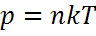 p = nkT